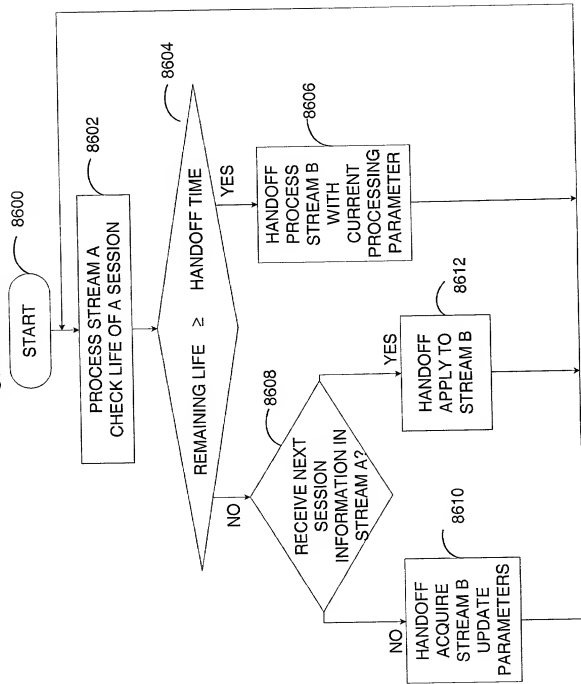 8600
START
8602
PROCESS STREAM A
CHECK LIFE OF A SESSION
8604
REMAINING LIFE ≥ HANDOFF TIME
NO
YES
8606
HANDOFF
PROCESS
STREAM B
WITH
CURRENT
PROCESSING
PARAMETER
8608
RECEIVE NEXT
SESSION
INFORMATION IN
STREAM A?
NO
YES
8610
HANDOFF
ACQUIRE
STREAM B
UPDATE
PARAMETERS
8612
HANDOFF
APPLY TO
STREAM B